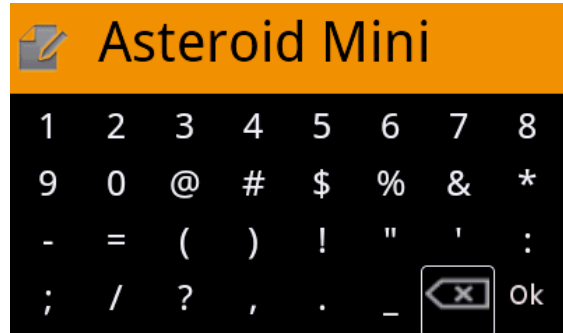 Asteroid Mini
1 2 3 4 5 6 7 8
9 0 @ # $ % & *
- = ( ) ! " ' :
; / ? , . _ Ok